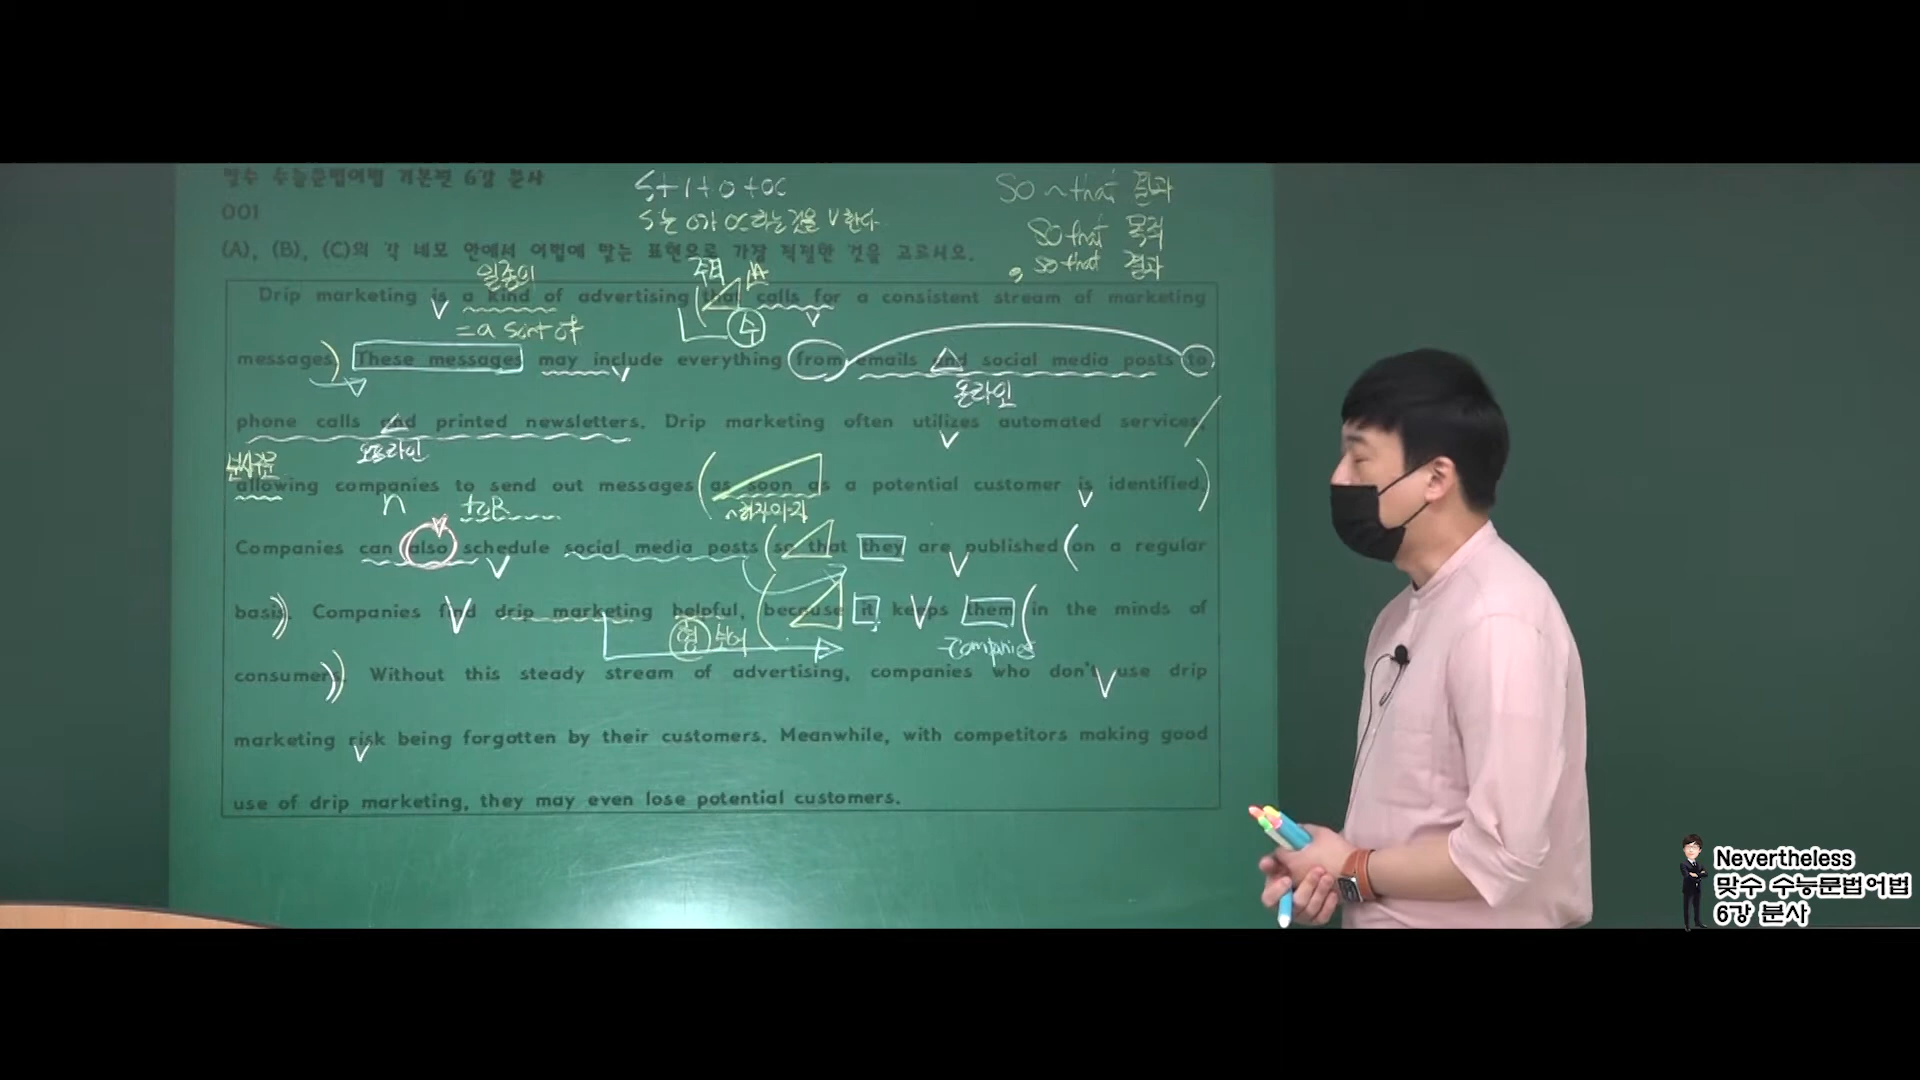 맞수 수능문법어법 기본편 6강 분사
001
(A), (B), (C)의 각 네모 안에서 어법에 맞는 표현으로 가장 적절한 것을 고르시오.
S는 O가 OC하는 것을 V한다
so ~ that 결과
so that 목적
, so that 결과
일종의
Drip marketing is a kind of advertising that calls for a consistent stream of marketing
= a sort of
수
messages. These messages may include everything from emails and social media posts to
온라인
phone calls and printed newsletters. Drip marketing often utilizes automated services,
오프라인
분사구문
allowing companies to send out messages as soon as a potential customer is identified.
n
to R
~하자마자
Companies can also schedule social media posts so that they are published on a regular
basis. Companies find drip marketing helpful, because it keeps them in the minds of
형 보어
companies
consumers. Without this steady stream of advertising, companies who don't use drip
marketing risk being forgotten by their customers. Meanwhile, with competitors making good
use of drip marketing, they may even lose potential customers.
Nevertheless
맞수 수능문법어법
6강 분사